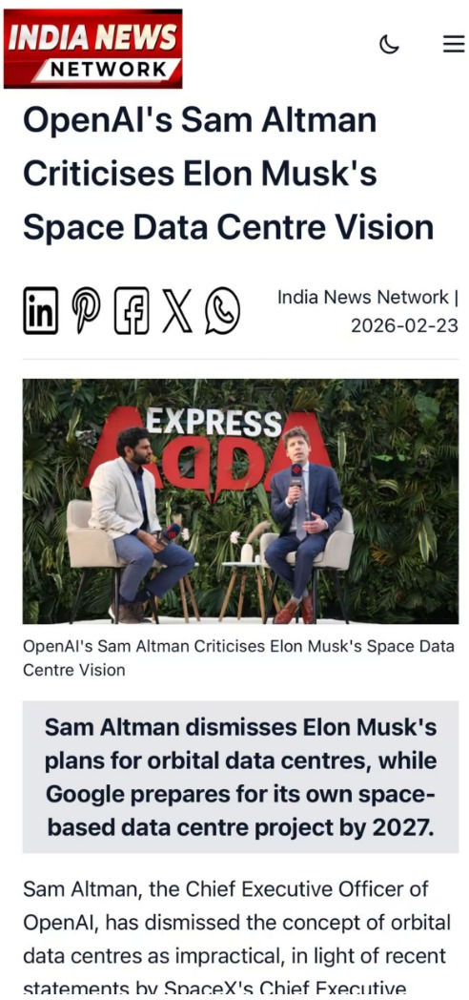 INDIA NEWS
NETWORK
OpenAI's Sam Altman
Criticises Elon Musk's
Space Data Centre Vision
India News Network |
2026-02-23
EXPRESS
ADDA
OpenAI's Sam Altman Criticises Elon Musk's Space Data
Centre Vision
Sam Altman dismisses Elon Musk's
plans for orbital data centres, while
Google prepares for its own space-
based data centre project by 2027.
Sam Altman, the Chief Executive Officer of
OpenAI, has dismissed the concept of orbital
data centres as impractical, in light of recent
statements by SpaceX's Chief Executive